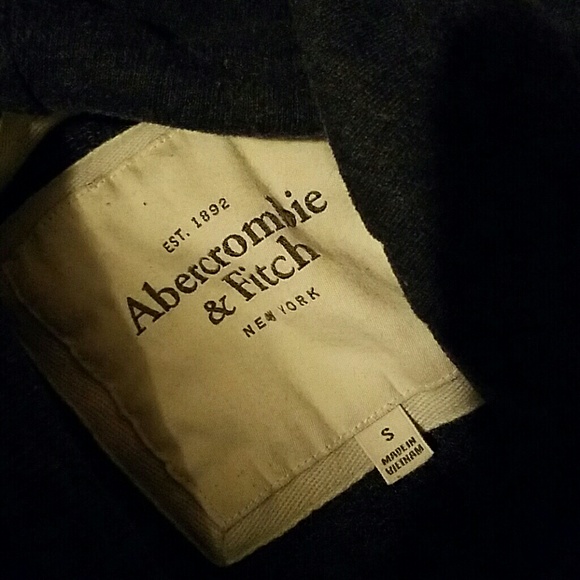 EST. 1892
Abercrombie
& Fitch
NEW YORK
S
MADE IN
VIETNAM